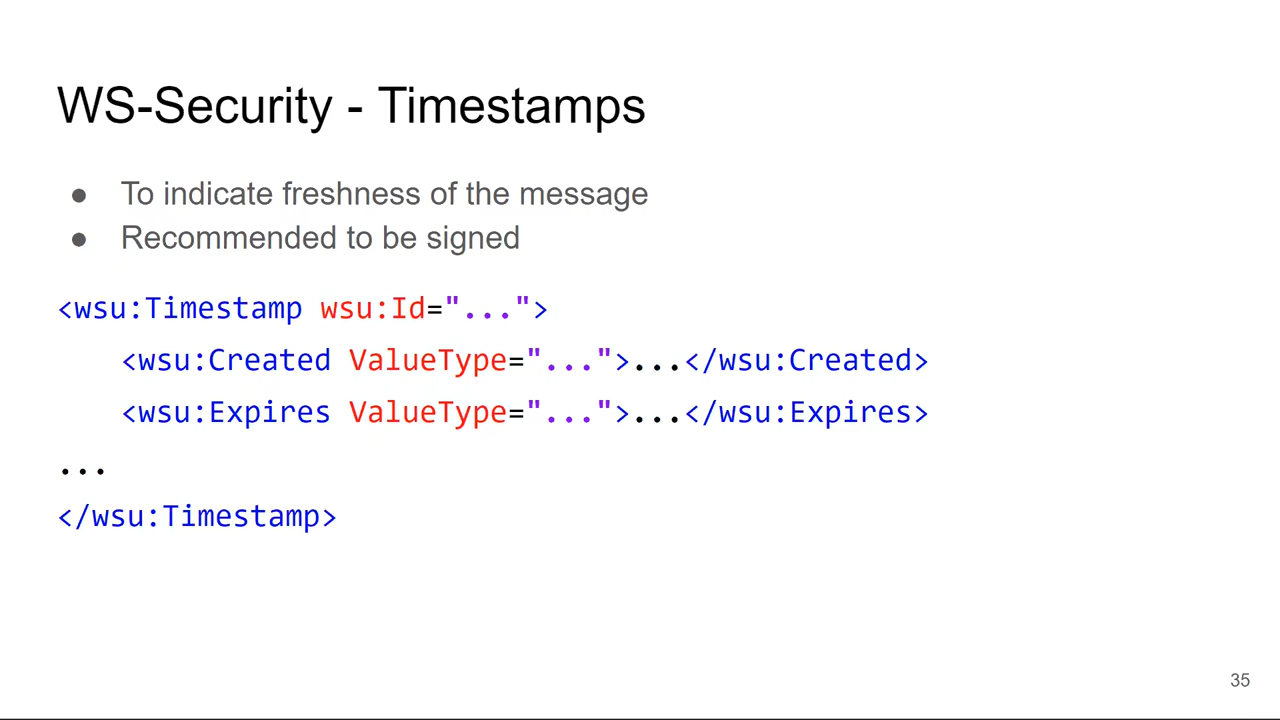 WS-Security - Timestamps
● To indicate freshness of the message
● Recommended to be signed
<wsu:Timestamp wsu:Id="...">
<wsu:Created ValueType="...">...</wsu:Created>
<wsu:Expires ValueType="...">...</wsu:Expires>
...
</wsu:Timestamp>
35